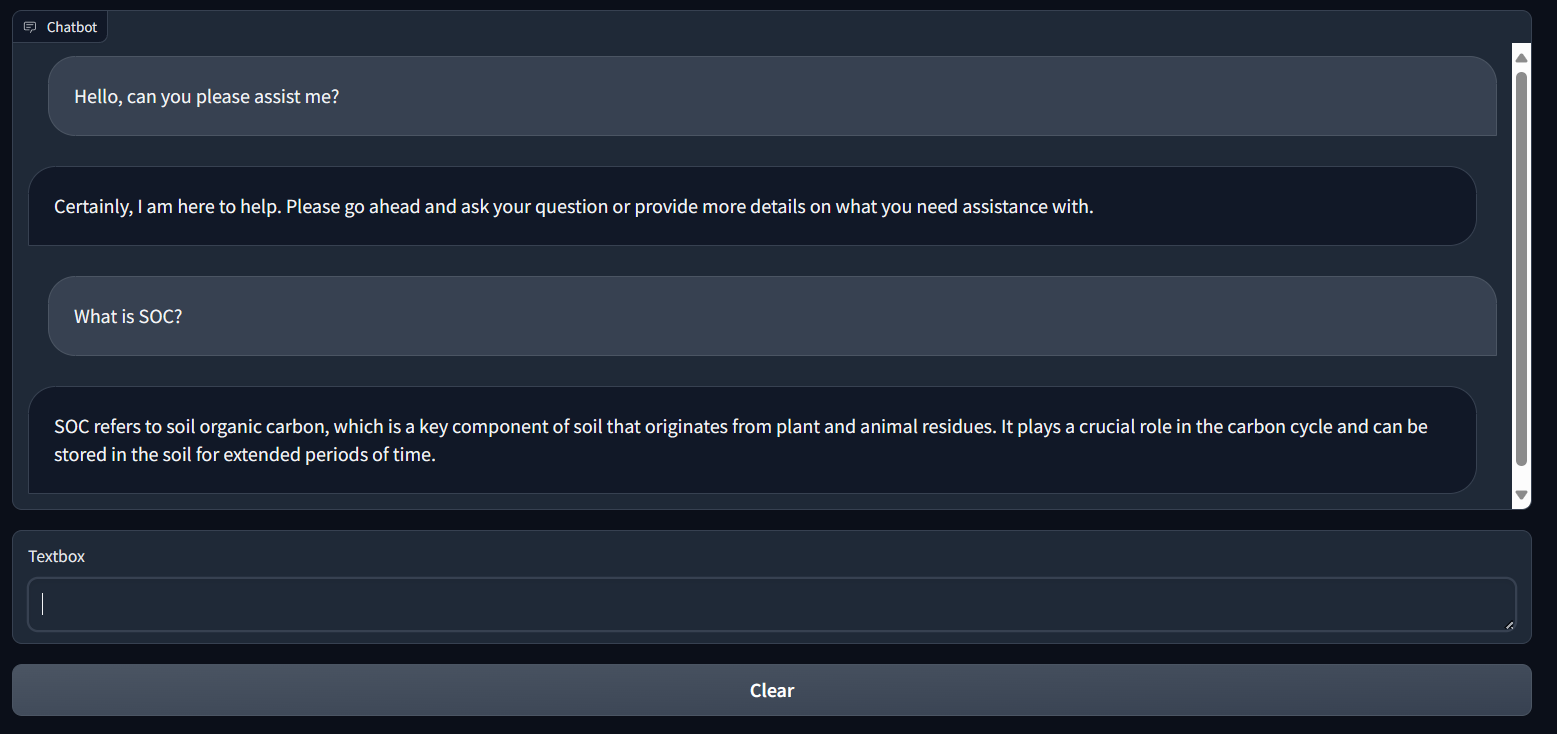 Chatbot
Hello, can you please assist me?
Certainly, I am here to help. Please go ahead and ask your question or provide more details on what you need assistance with.
What is SOC?
SOC refers to soil organic carbon, which is a key component of soil that originates from plant and animal residues. It plays a crucial role in the carbon cycle and can be
stored in the soil for extended periods of time.
Textbox
Clear